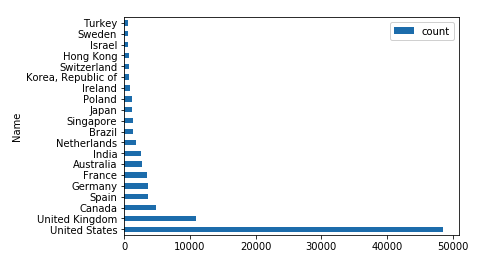 Turkey
Sweden
Israel
Hong Kong
Switzerland
Korea, Republic of
Ireland
Poland
Japan
Singapore
Brazil
Netherlands
India
Australia
France
Germany
Spain
Canada
United Kingdom
United States
Name
count
0 10000 20000 30000 40000 50000